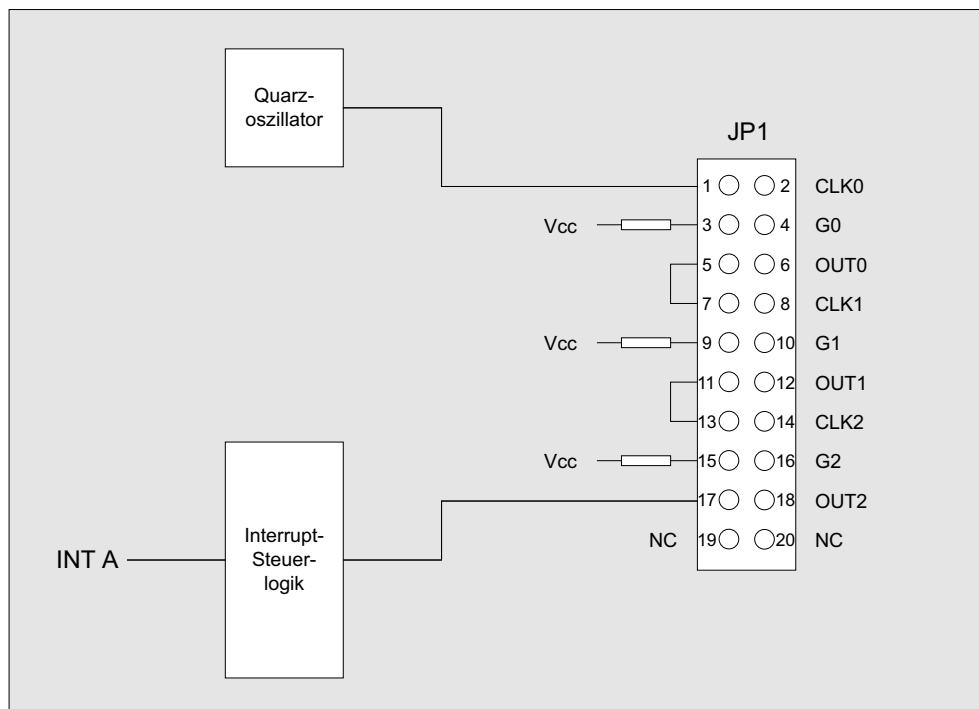 Quarz-
oszillator
JP1
1 2 CLK0
Vcc 3 4 G0
5 6 OUT0
7 8 CLK1
Vcc 9 10 G1
11 12 OUT1
13 14 CLK2
Vcc 15 16 G2
17 18 OUT2
NC 19 20 NC
INT A
Interrupt-
Steuer-
logik